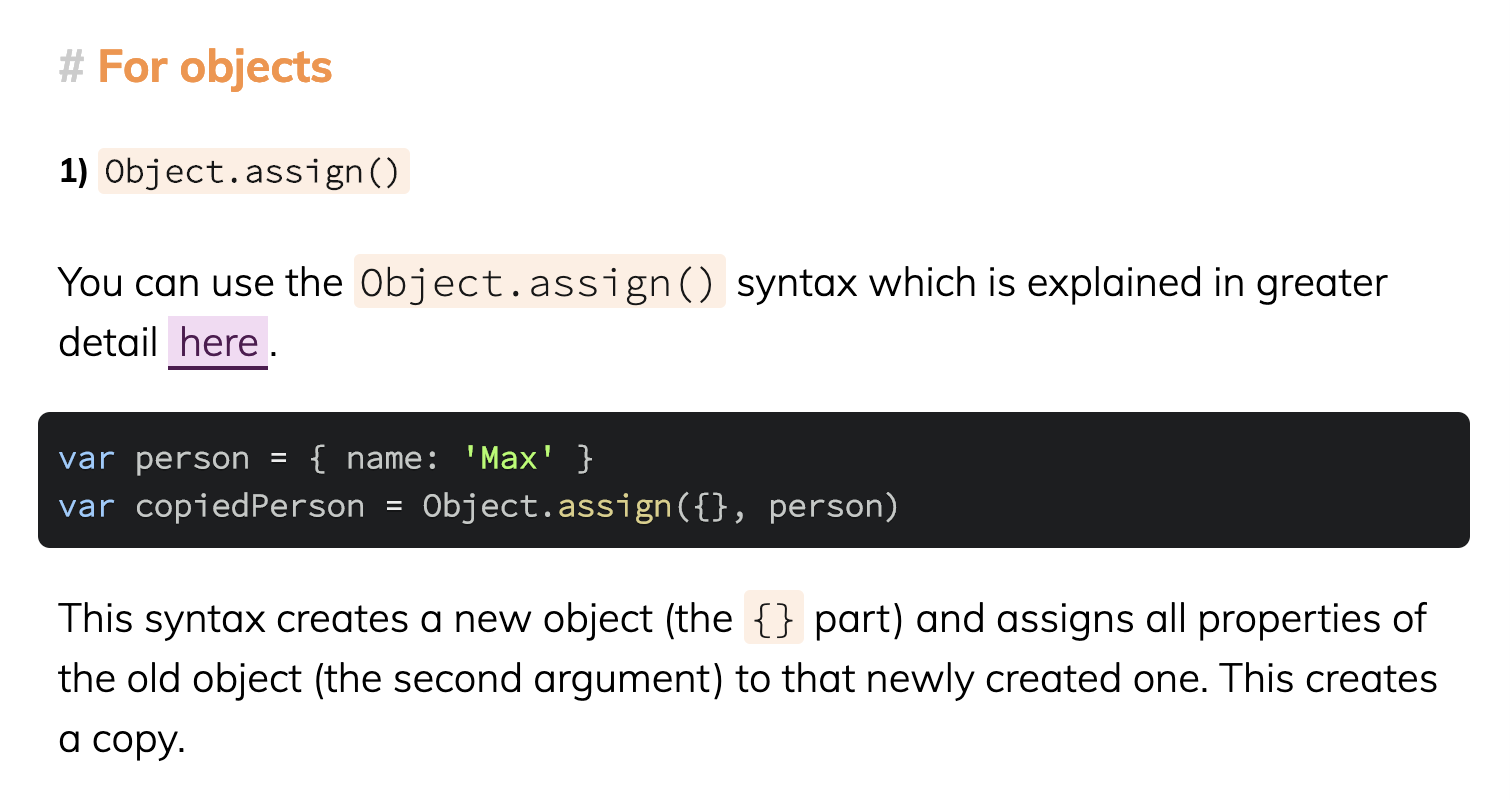 # For objects
1) Object.assign()
You can use the Object.assign() syntax which is explained in greater
detail here.
var person = { name: 'Max' }
var copiedPerson = Object.assign({}, person)
This syntax creates a new object (the {} part) and assigns all properties of
the old object (the second argument) to that newly created one. This creates
a copy.